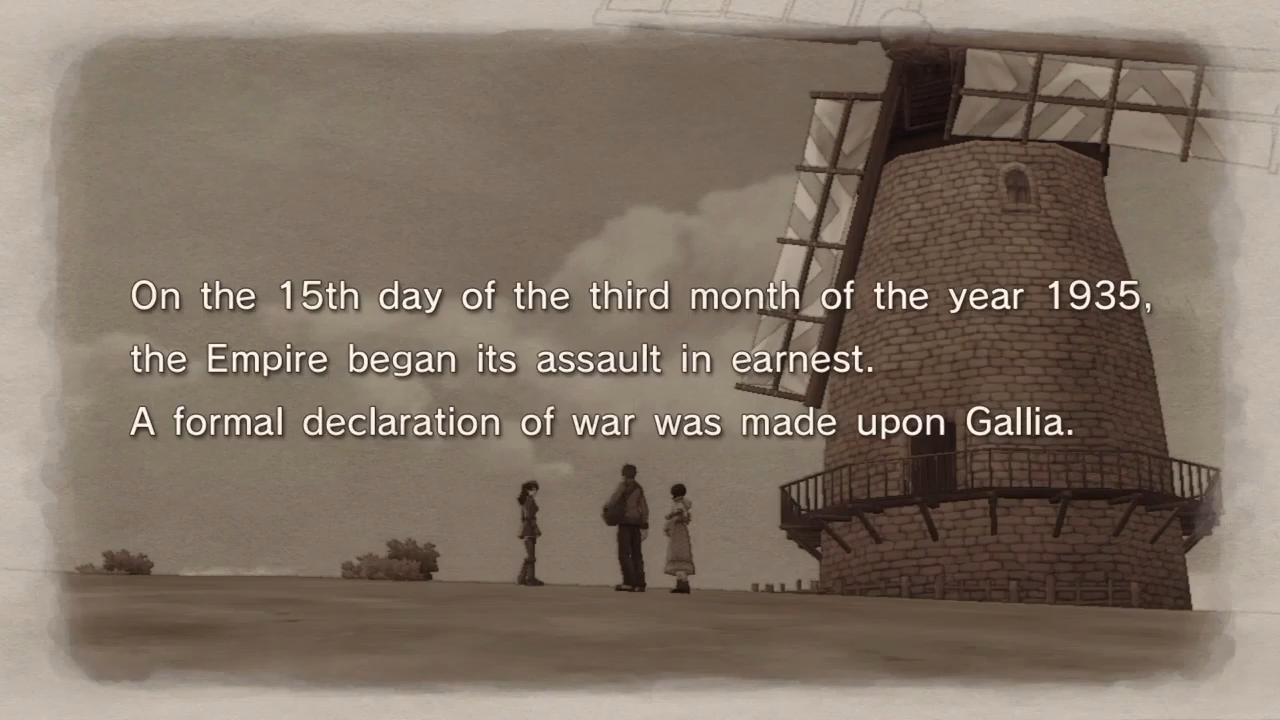 On the 15th day of the third month of the year 1935,
the Empire began its assault in earnest.
A formal declaration of war was made upon Gallia.